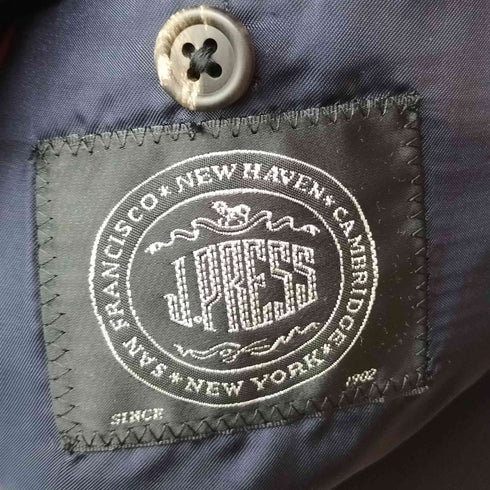 SAN FRANCISCO * NEW HAVEN * CAMBRIDGE * NEW YORK *
J.PRESS
SINCE 1902